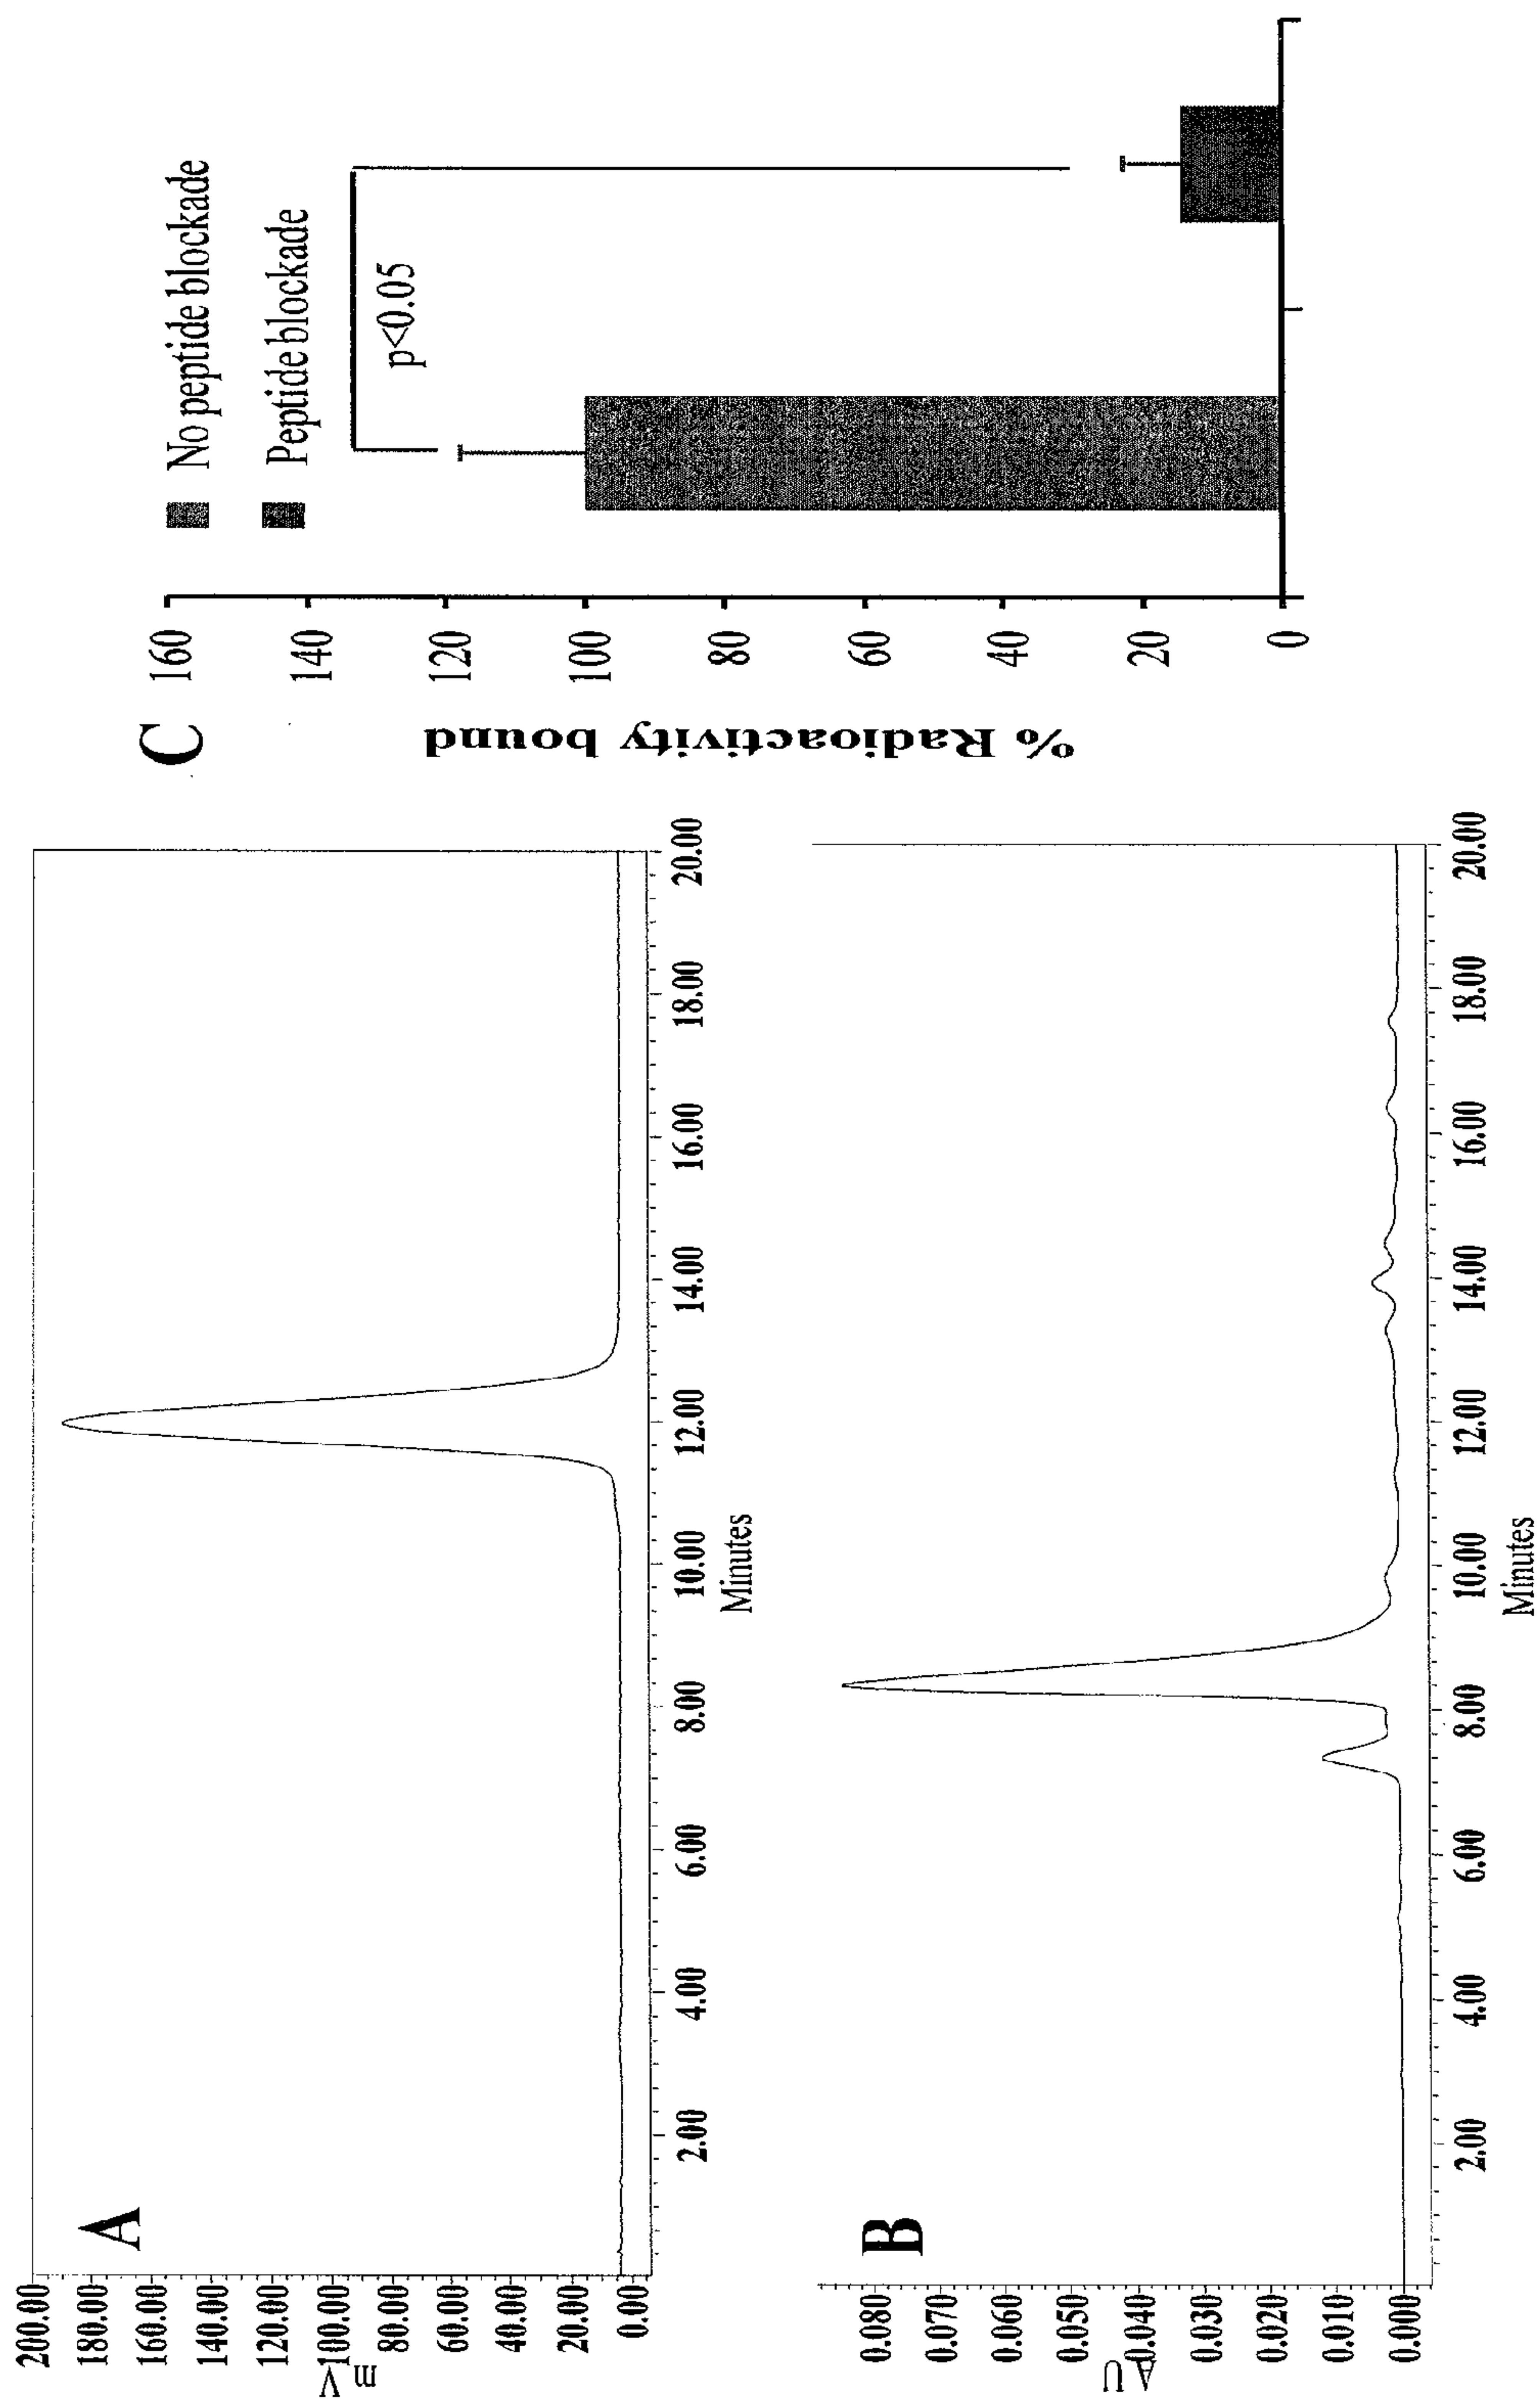 A
200.00
180.00
160.00
140.00
120.00
100.00
80.00
60.00
40.00
20.00
0.00
mV
2.00 4.00 6.00 8.00 10.00 12.00 14.00 16.00 18.00 20.00
Minutes
B
0.080
0.070
0.060
0.050
0.040
0.030
0.020
0.010
0.000
AU
2.00 4.00 6.00 8.00 10.00 12.00 14.00 16.00 18.00 20.00
Minutes
C
No peptide blockade
Peptide blockade
160
140
120
100
80
60
40
20
0
% Radioactivity bound
p<0.05